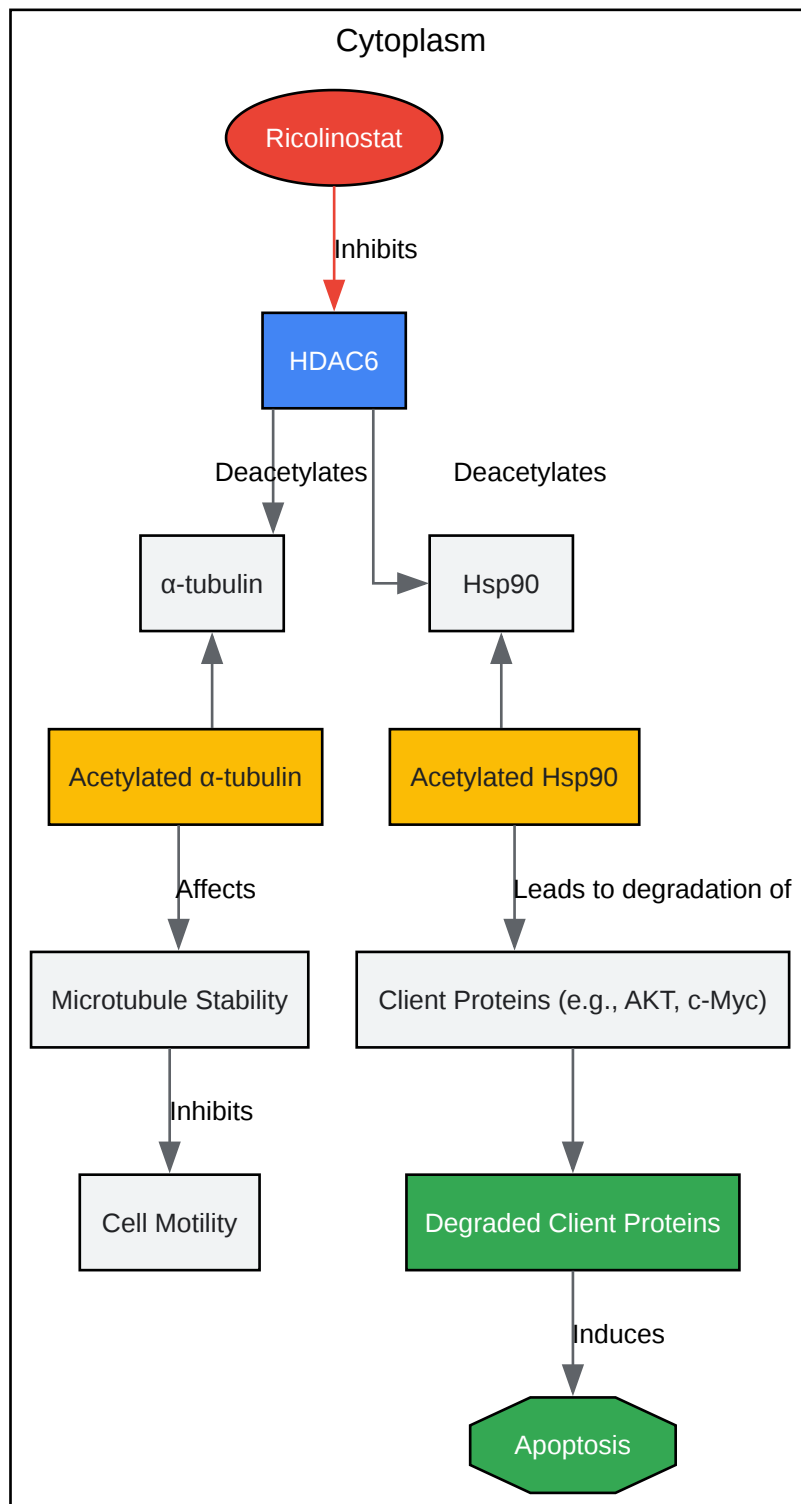 Cytoplasm
Ricolinostat
Inhibits
HDAC6
Deacetylates
Deacetylates
α-tubulin
Hsp90
Acetylated α-tubulin
Acetylated Hsp90
Affects
Leads to degradation of
Microtubule Stability
Client Proteins (e.g., AKT, c-Myc)
Inhibits
Cell Motility
Degraded Client Proteins
Induces
Apoptosis